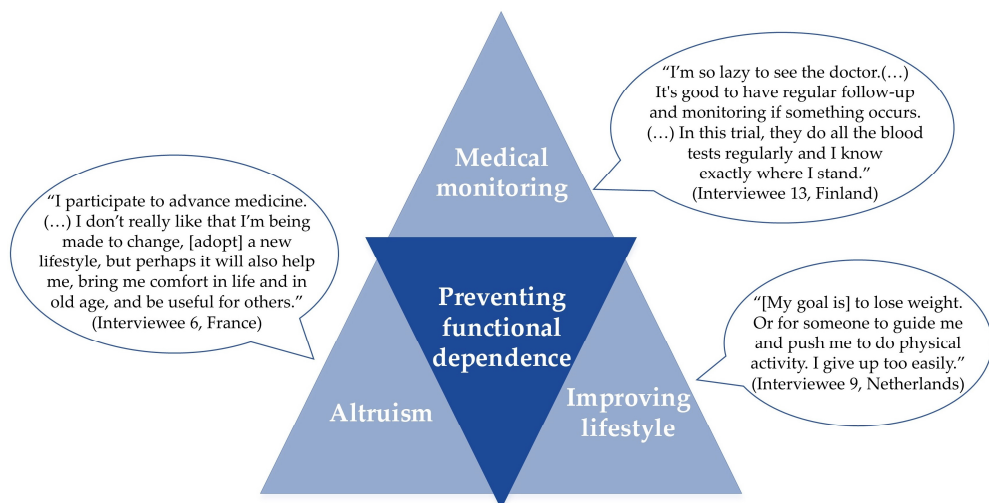 “I’m so lazy to see the doctor.(…)
It's good to have regular follow-up
and monitoring if something occurs.
(…) In this trial, they do all the blood
tests regularly and I know
exactly where I stand.”
(Interviewee 13, Finland)
Medical
monitoring
“I participate to advance medicine.
(…) I don’t really like that I’m being
made to change, [adopt] a new
lifestyle, but perhaps it will also help
me, bring me comfort in life and in
old age, and be useful for others.”
(Interviewee 6, France)
Preventing
functional
dependence
“[My goal is] to lose weight.
Or for someone to guide me
and push me to do physical
activity. I give up too easily.”
(Interviewee 9, Netherlands)
Altruism
Improving
lifestyle